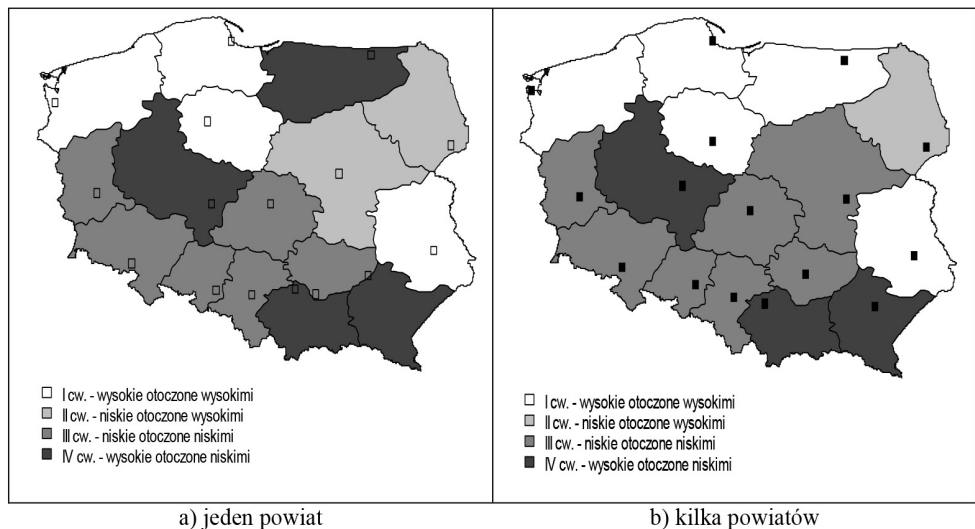 I cw. - wysokie otoczone wysokimi
II cw. - niskie otoczone wysokimi
III cw. - niskie otoczone niskimi
IV cw. - wysokie otoczone niskimi
a) jeden powiat
I cw. - wysokie otoczone wysokimi
II cw. - niskie otoczone wysokimi
III cw. - niskie otoczone niskimi
IV cw. - wysokie otoczone niskimi
b) kilka powiatów